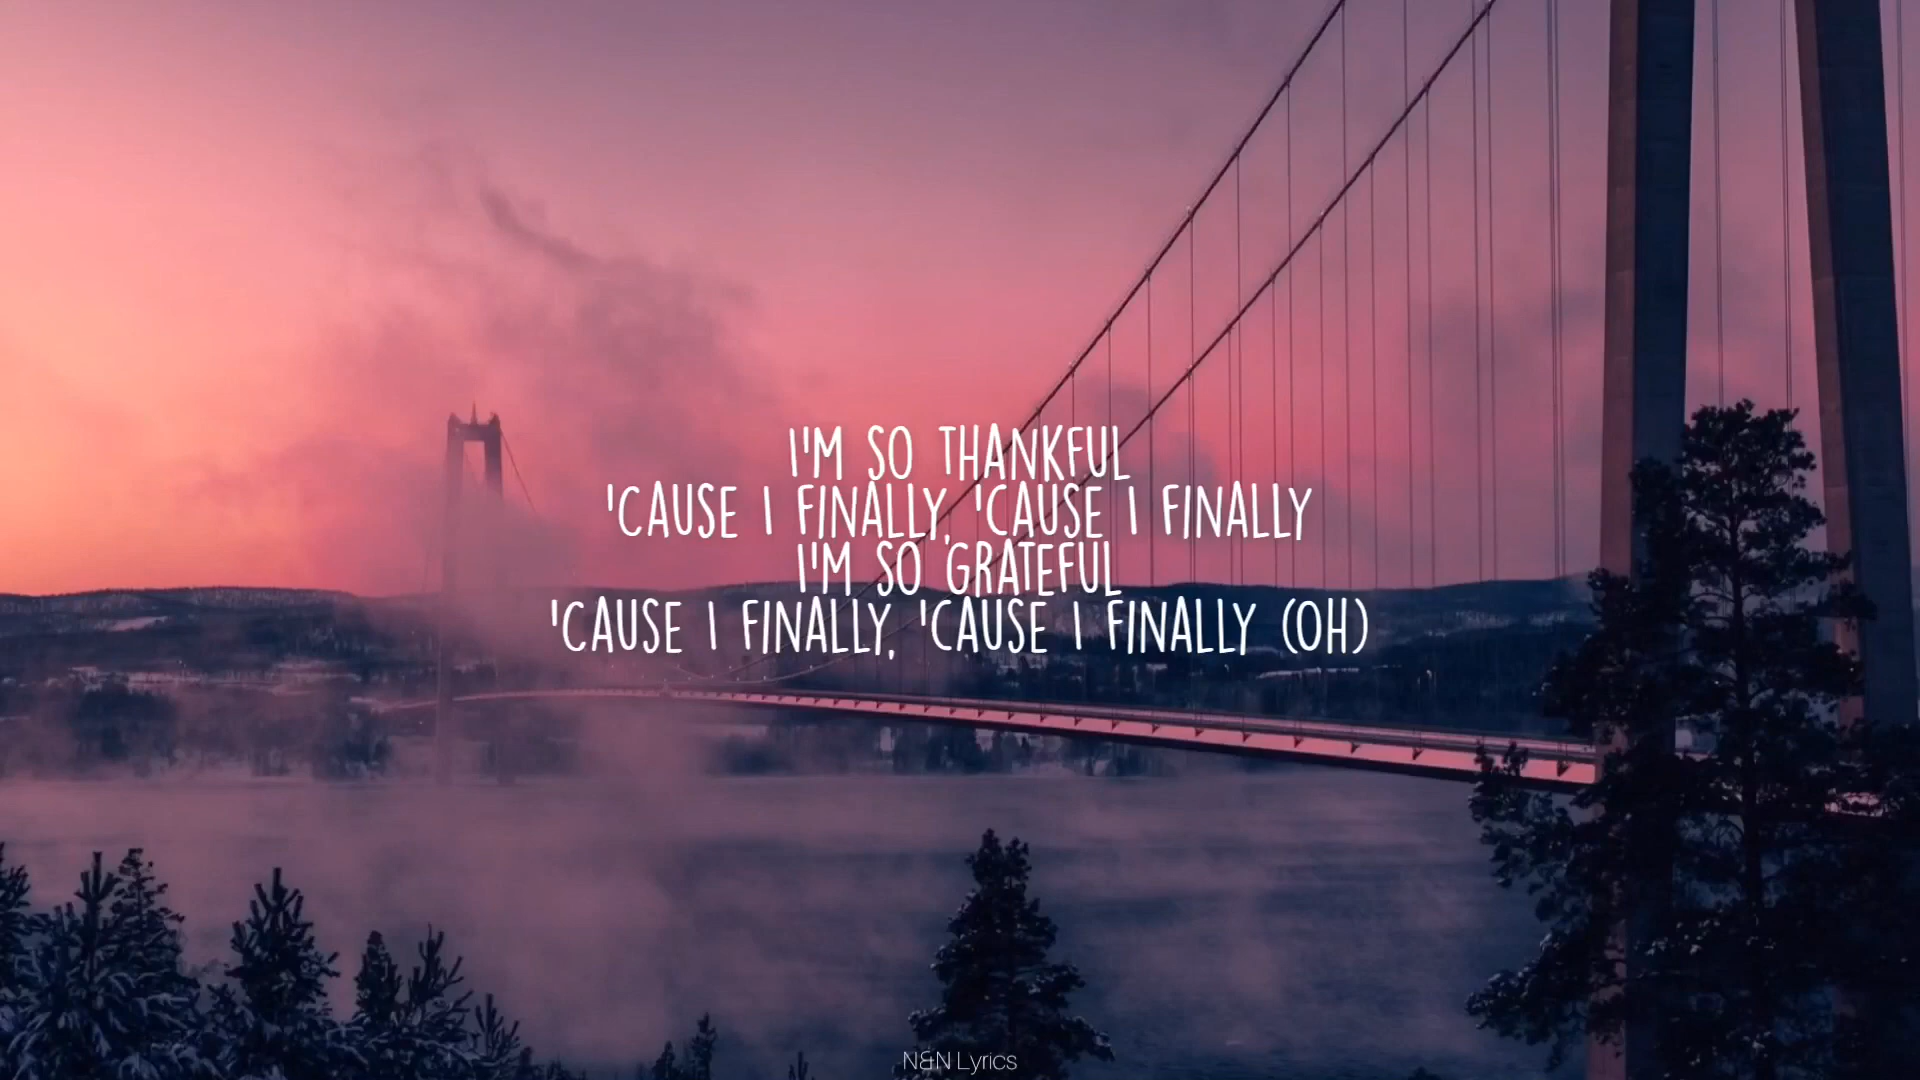 I'M SO THANKFUL
'CAUSE I FINALLY, 'CAUSE I FINALLY
I'M SO GRATEFUL
'CAUSE I FINALLY, 'CAUSE I FINALLY (OH)
N&N Lyrics